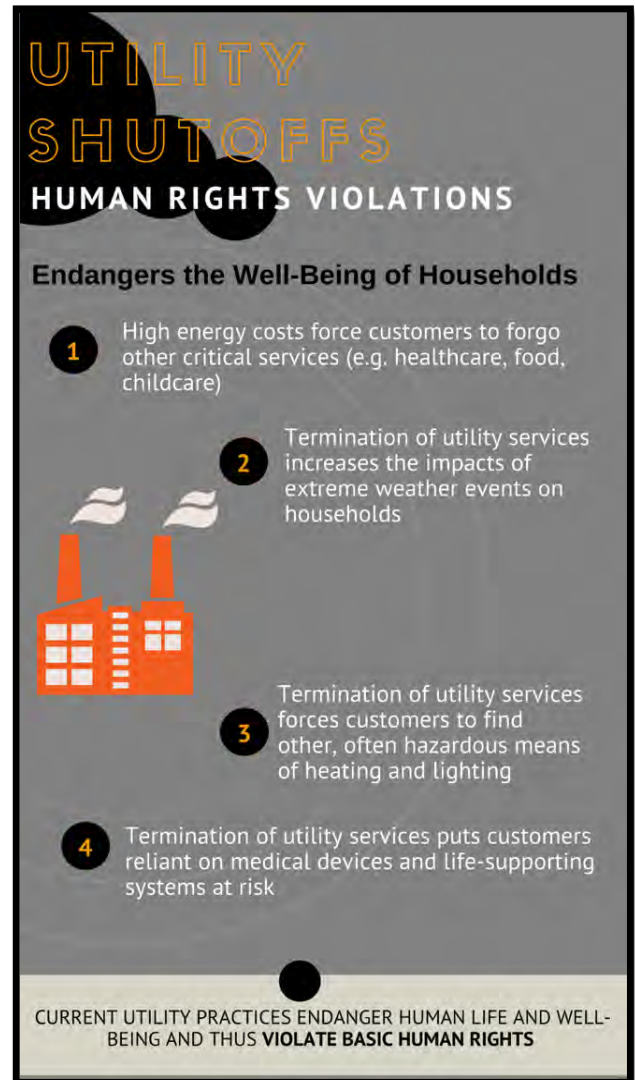 UTILITY
SHUTOFFS
HUMAN RIGHTS VIOLATIONS
Endangers the Well-Being of Households
1
High energy costs force customers to forgo
other critical services (e.g. healthcare, food,
childcare)
2
Termination of utility services
increases the impacts of
extreme weather events on
households
3
Termination of utility services
forces customers to find
other, often hazardous means
of heating and lighting
4
Termination of utility services puts customers
reliant on medical devices and life-supporting
systems at risk
CURRENT UTILITY PRACTICES ENDANGER HUMAN LIFE AND WELL-
BEING AND THUS VIOLATE BASIC HUMAN RIGHTS